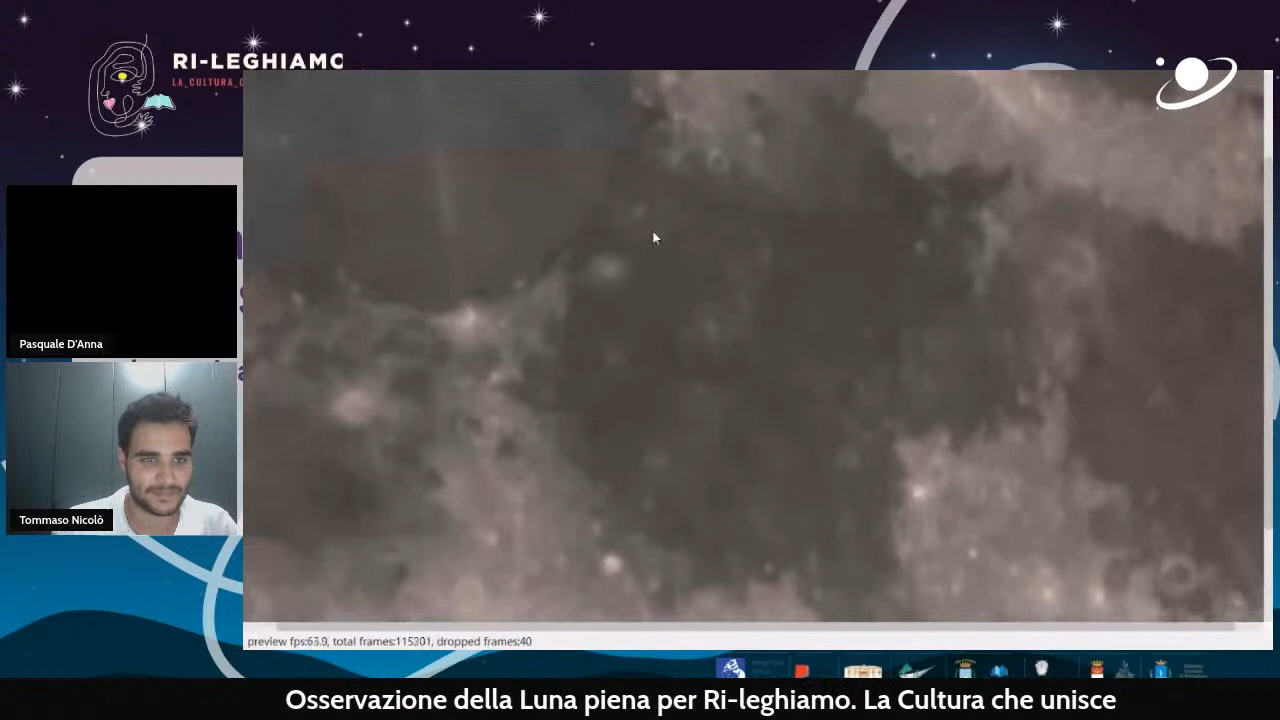 RI-LEGHIAMO
LA_CULTURA_C
Pasquale D'Anna
Tommaso Nicolò
preview fps:63.9, total frames:115301, dropped frames:40
Osservazione della Luna piena per Ri-leghiamo. La Cultura che unisce